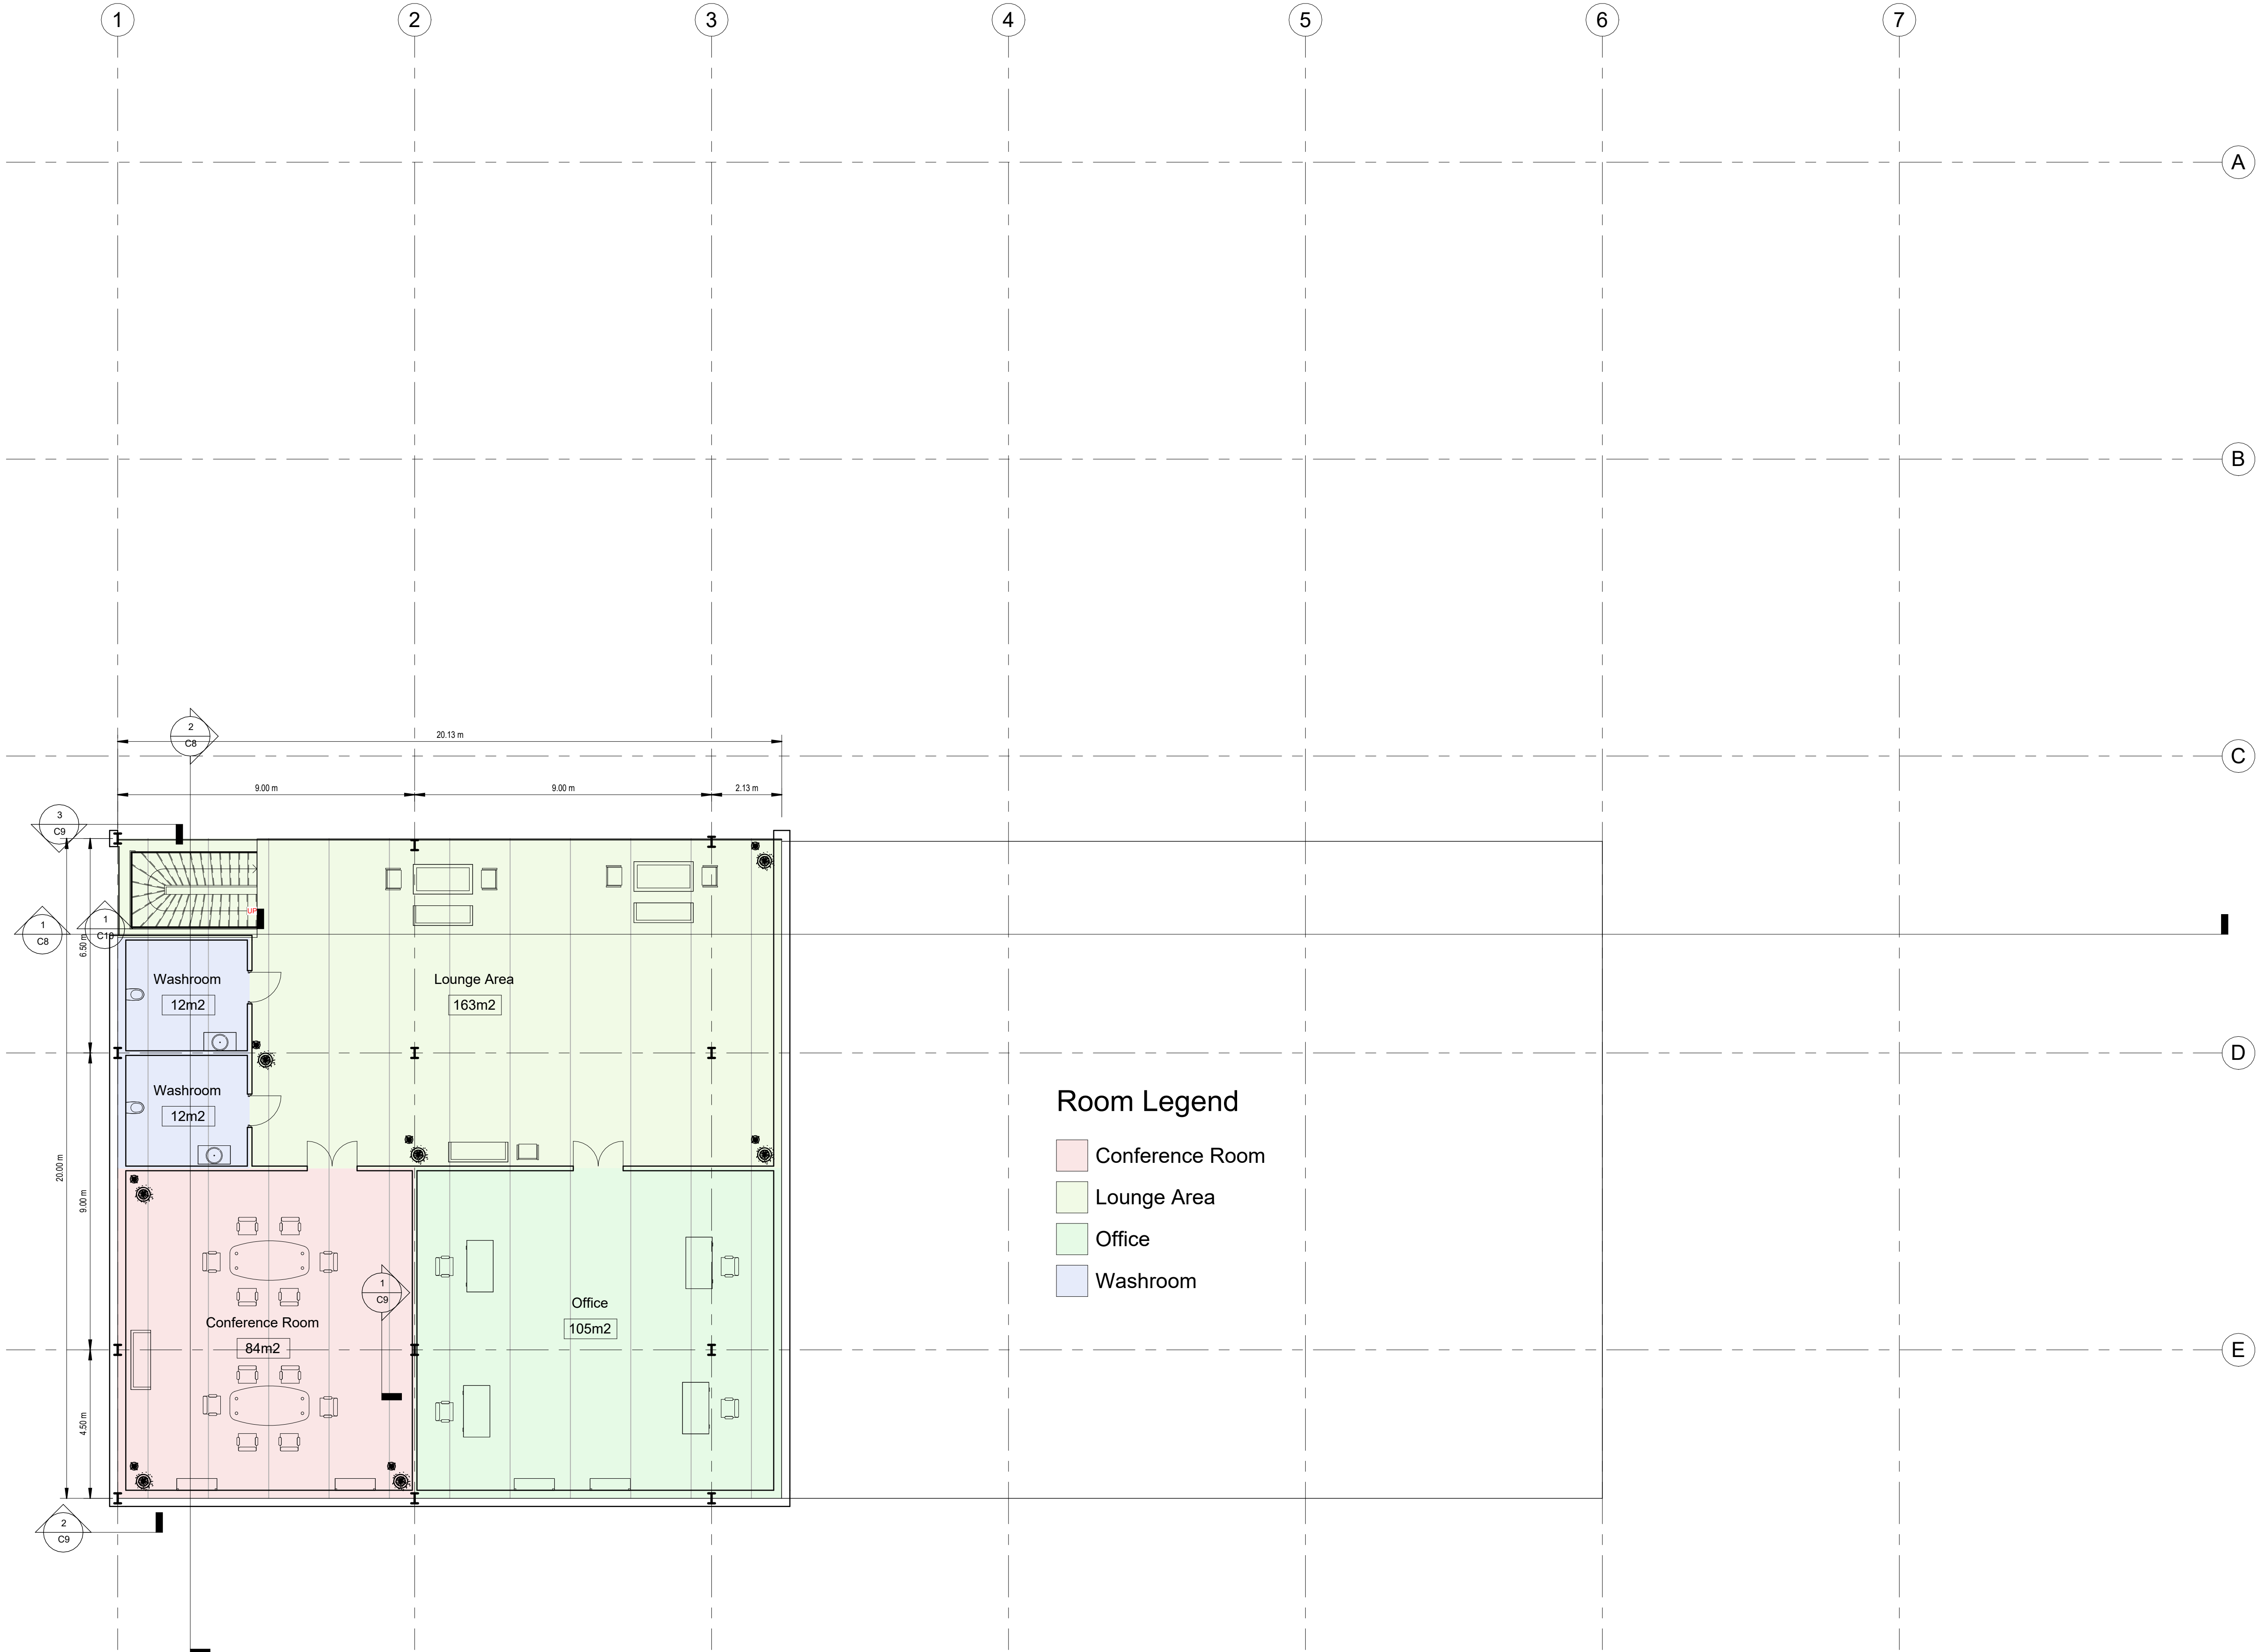 1 2 3 4 5 6 7
A
B
2
C8
20.13 m
C
9.00 m 9.00 m 2.13 m
3
C9
UP
1
C8
1
C10
6.50 m
Washroom
12m2
Lounge Area
163m2
D
Washroom
12m2
20.00 m
9.00 m
Room Legend
Conference Room
Lounge Area
Office
Washroom
1
C9
Office
105m2
Conference Room
84m2
E
4.50 m
2
C9